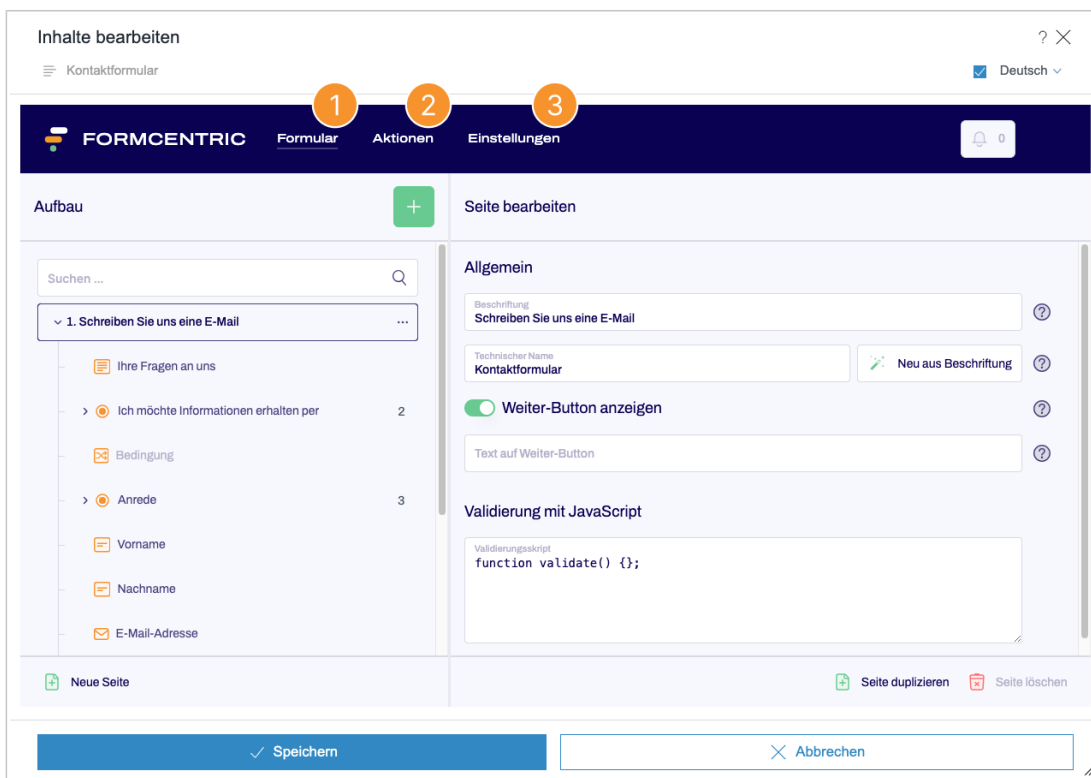 Inhalte bearbeiten
?
Kontaktformular
Deutsch
1
2
3
FORMCENTRIC
Formular
Aktionen
Einstellungen
0
Aufbau
+
Seite bearbeiten
Suchen ...
1. Schreiben Sie uns eine E-Mail
...
Ihre Fragen an uns
Ich möchte Informationen erhalten per
2
Bedingung
Anrede
3
Vorname
Nachname
E-Mail-Adresse
Allgemein
Beschriftung
Schreiben Sie uns eine E-Mail
?
Technischer Name
Kontaktformular
Neu aus Beschriftung
?
Weiter-Button anzeigen
?
Text auf Weiter-Button
?
Validierung mit JavaScript
Validierungsskript
function validate() {};
Neue Seite
Seite duplizieren
Seite löschen
Speichern
Abbrechen